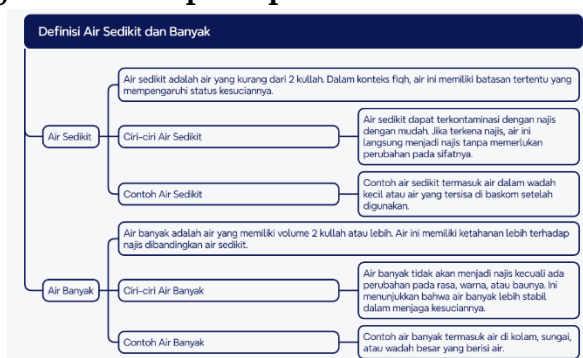 Definisi Air Sedikit dan Banyak
Air sedikit adalah air yang kurang dari 2 kullah. Dalam konteks fiqh, air ini memiliki batasan tertentu yang
mempengaruhi status kesuciannya.
Air Sedikit
Ciri-ciri Air Sedikit
Air sedikit dapat terkontaminasi dengan najis
dengan mudah. Jika terkena najis, air ini
langsung menjadi najis tanpa memerlukan
perubahan pada sifatnya.
Contoh Air Sedikit
Contoh air sedikit termasuk air dalam wadah
kecil atau air yang tersisa di baskom setelah
digunakan.
Air banyak adalah air yang memiliki volume 2 kullah atau lebih. Air ini memiliki ketahanan lebih terhadap
najis dibandingkan air sedikit.
Air Banyak
Ciri-ciri Air Banyak
Air banyak tidak akan menjadi najis kecuali ada
perubahan pada rasa, warna, atau baunya. Ini
menunjukkan bahwa air banyak lebih stabil
dalam menjaga kesuciannya.
Contoh Air Banyak
Contoh air banyak termasuk air di kolam, sungai,
atau wadah besar yang berisi air.